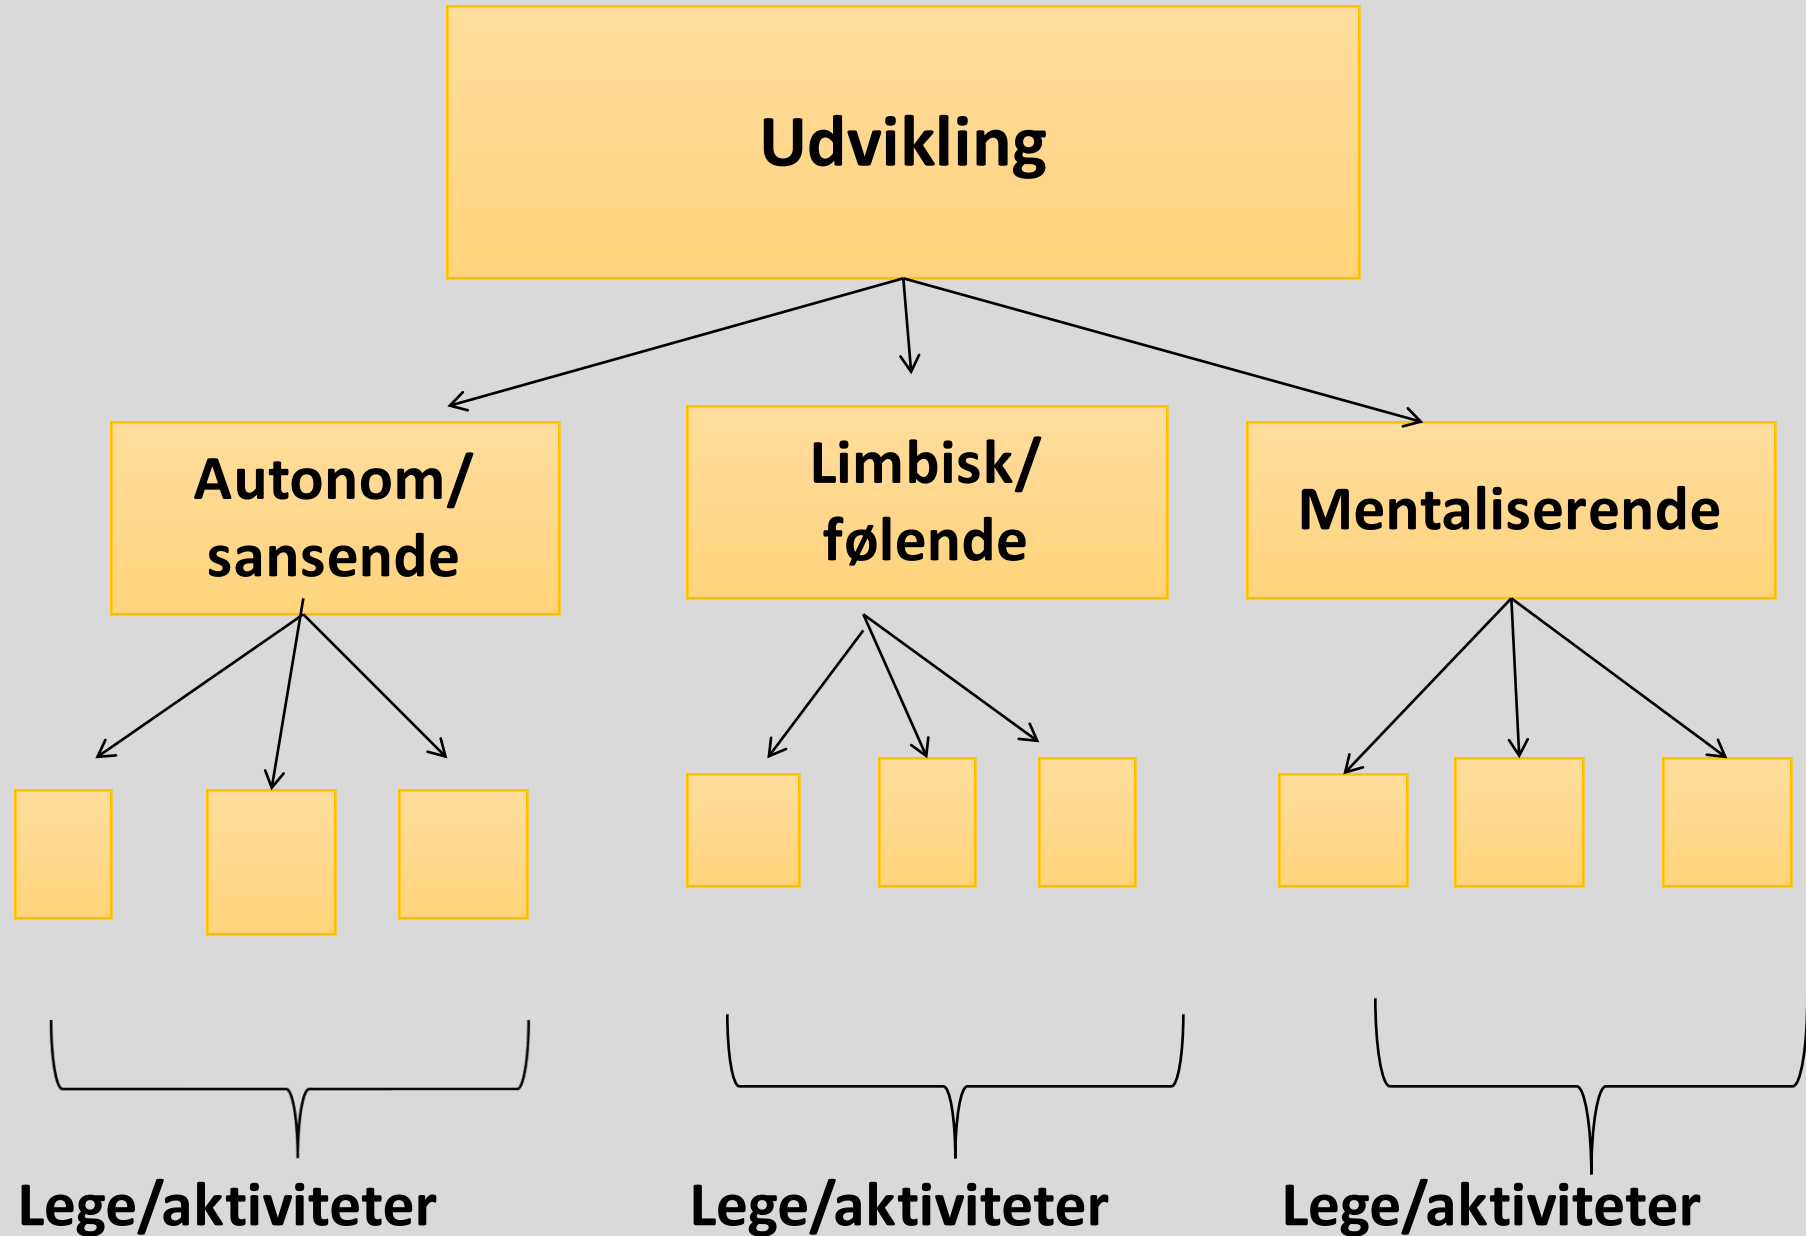 Udvikling
Autonom/
sansende
Limbisk/
følende
Mentaliserende
Lege/aktiviteter
Lege/aktiviteter
Lege/aktiviteter